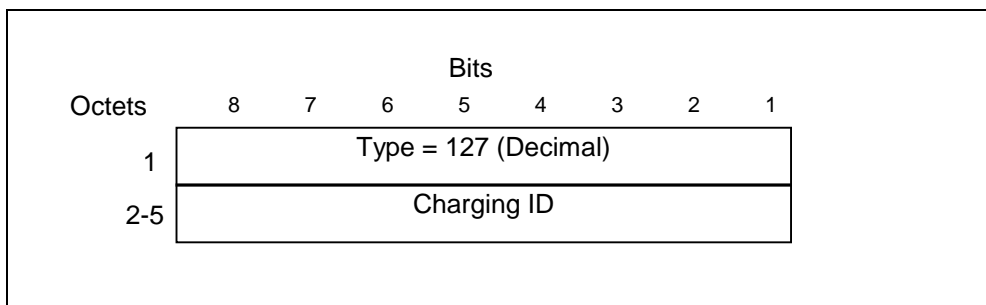 Bits
Octets 8 7 6 5 4 3 2 1
1 Type = 127 (Decimal)
2-5 Charging ID